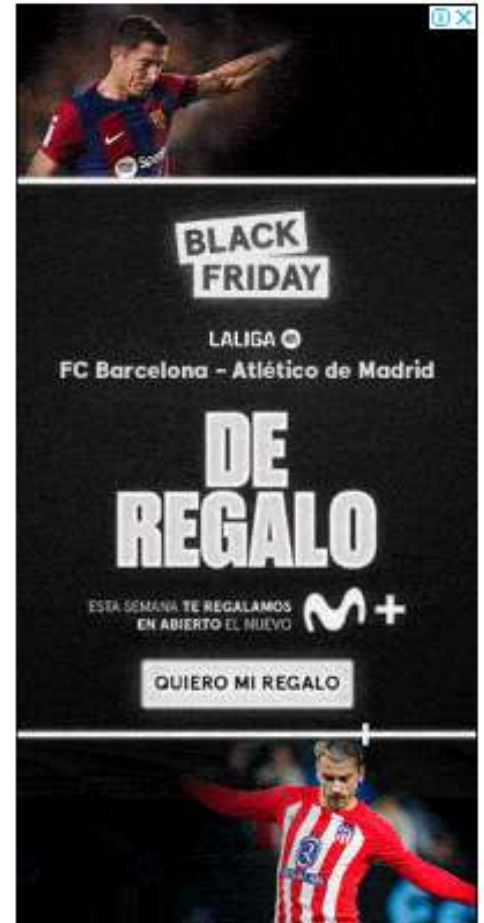 BLACK
FRIDAY
LALIGA
FC Barcelona - Atlético de Madrid
DE
REGALO
ESTA SEMANA TE REGALAMOS
EN ABIERTO EL NUEVO
M+
QUIERO MI REGALO